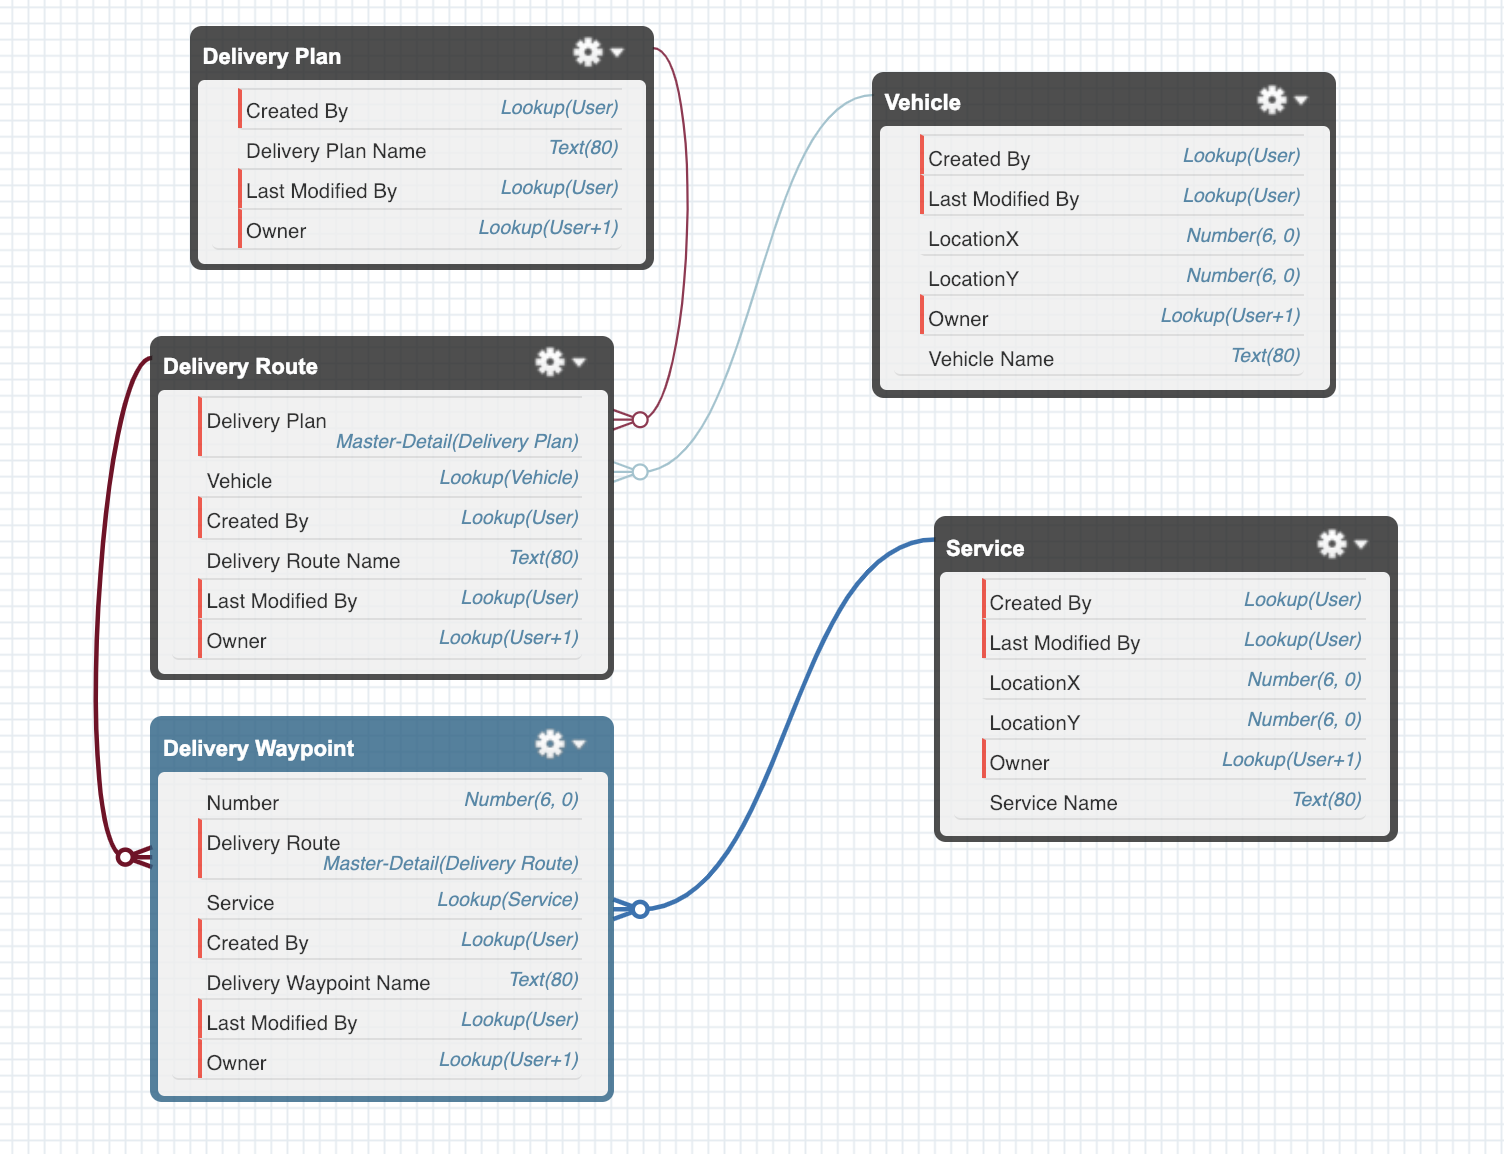 Delivery Plan
Created By Lookup(User)
Delivery Plan Name Text(80)
Last Modified By Lookup(User)
Owner Lookup(User+1)
Vehicle
Created By Lookup(User)
Last Modified By Lookup(User)
LocationX Number(6, 0)
LocationY Number(6, 0)
Owner Lookup(User+1)
Vehicle Name Text(80)
Delivery Route
Delivery Plan
Master-Detail(Delivery Plan)
Vehicle Lookup(Vehicle)
Created By Lookup(User)
Delivery Route Name Text(80)
Last Modified By Lookup(User)
Owner Lookup(User+1)
Service
Created By Lookup(User)
Last Modified By Lookup(User)
LocationX Number(6, 0)
LocationY Number(6, 0)
Owner Lookup(User+1)
Service Name Text(80)
Delivery Waypoint
Number Number(6, 0)
Delivery Route
Master-Detail(Delivery Route)
Service Lookup(Service)
Created By Lookup(User)
Delivery Waypoint Name Text(80)
Last Modified By Lookup(User)
Owner Lookup(User+1)